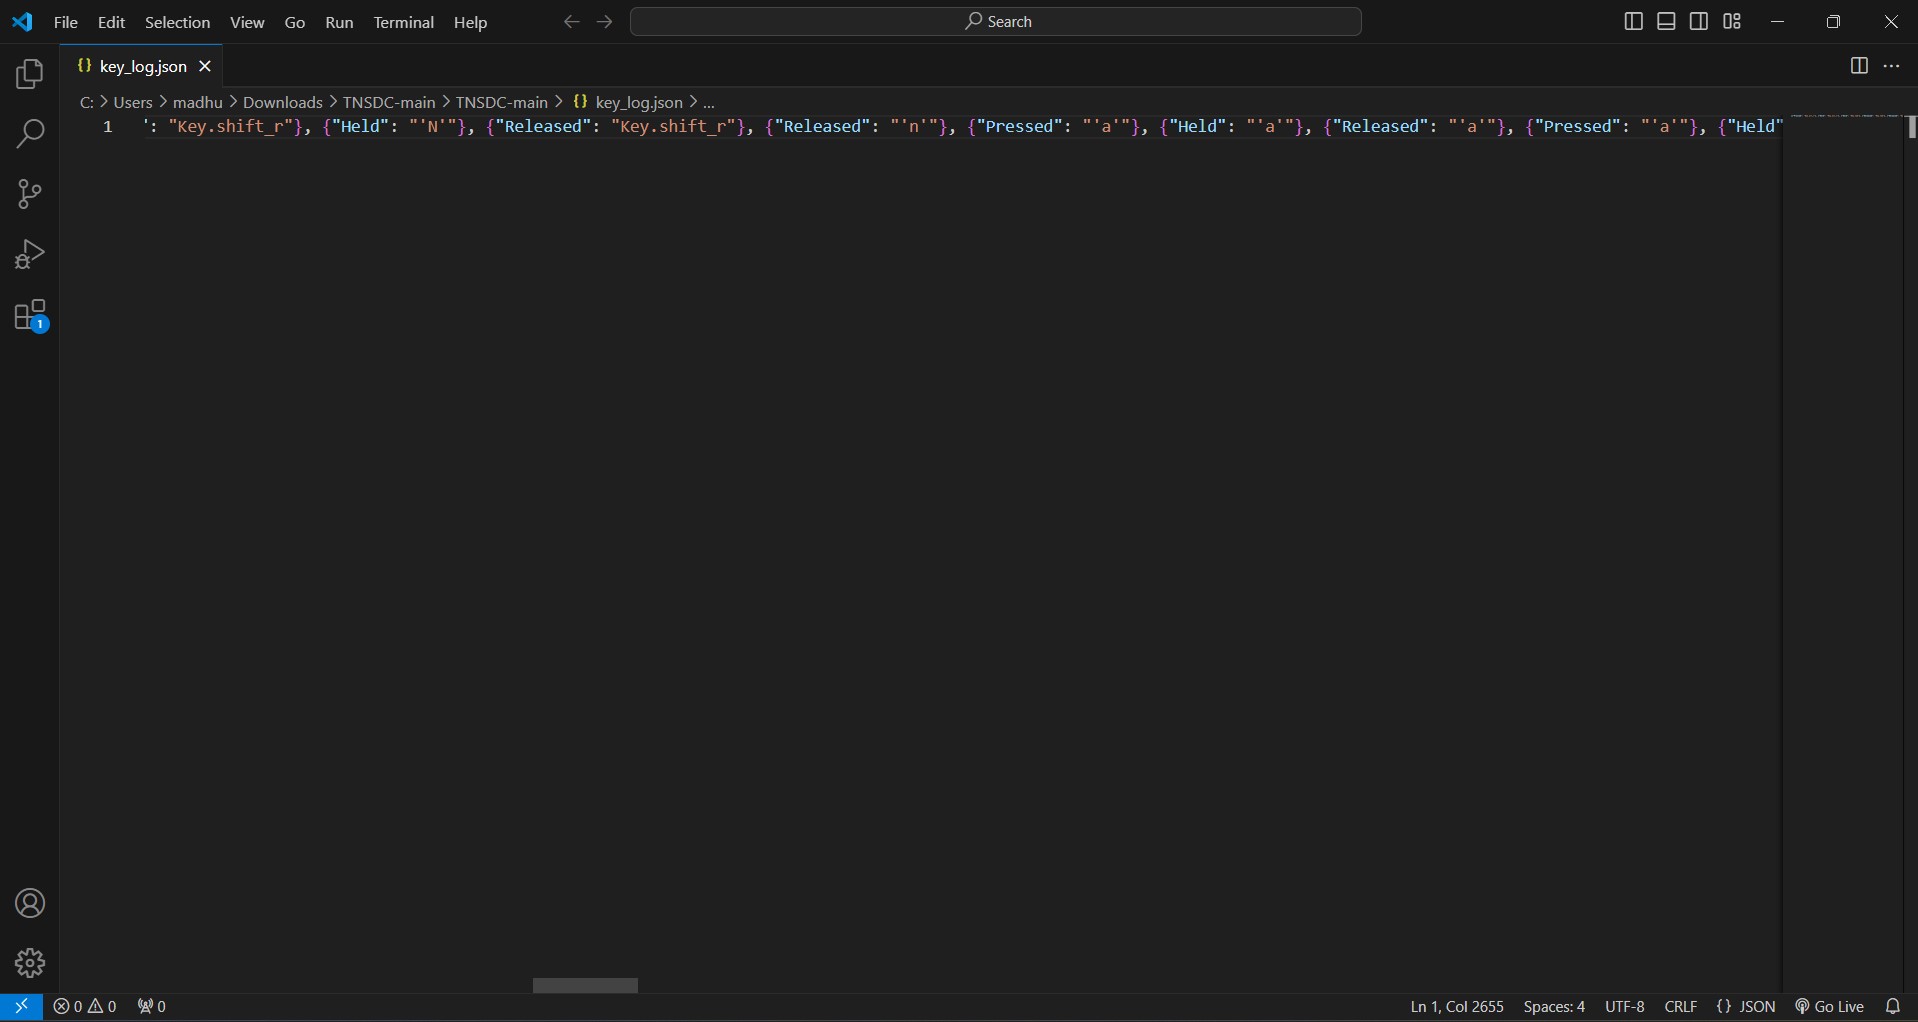 File Edit Selection View Go Run Terminal Help Search
{} key_log.json
C: > Users > madhu > Downloads > TNSDC-main > TNSDC-main > {} key_log.json > ...
1 ": "Key.shift_r"}, {"Held": "'N'"}, {"Released": "Key.shift_r"}, {"Released": "'n'"}, {"Pressed": "'a'"}, {"Held": "'a'"}, {"Released": "'a'"}, {"Pressed": "'a'"}, {"Held"
1
0 0 0 Ln 1, Col 2655 Spaces: 4 UTF-8 CRLF {} JSON Go Live